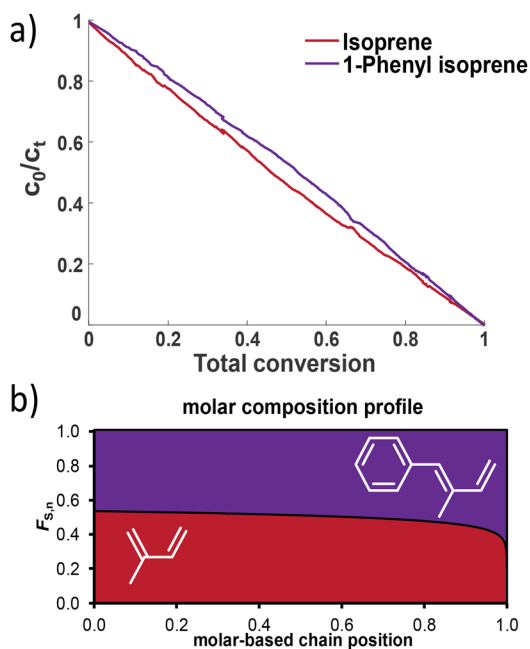 a)
Isoprene
1-Phenyl isoprene
c0/ct
1
0.8
0.6
0.4
0.2
0
0
0.2
0.4
0.6
0.8
1
Total conversion
b)
molar composition profile
Fs,n
1.0
0.8
0.6
0.4
0.2
0.0
0.0
0.2
0.4
0.6
0.8
1.0
molar-based chain position